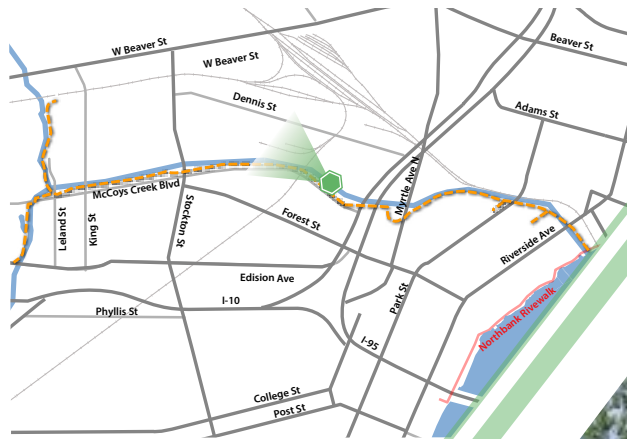 W Beaver St
Beaver St
W Beaver St
Dennis St
Adams St
Myrtle Ave N
McCoys Creek Blvd
Leland St
King St
Stockton St
Forest St
Riverside Ave
Edision Ave
Park St
I-10
Phyllis St
Northbank Rivewalk
I-95
College St
Post St